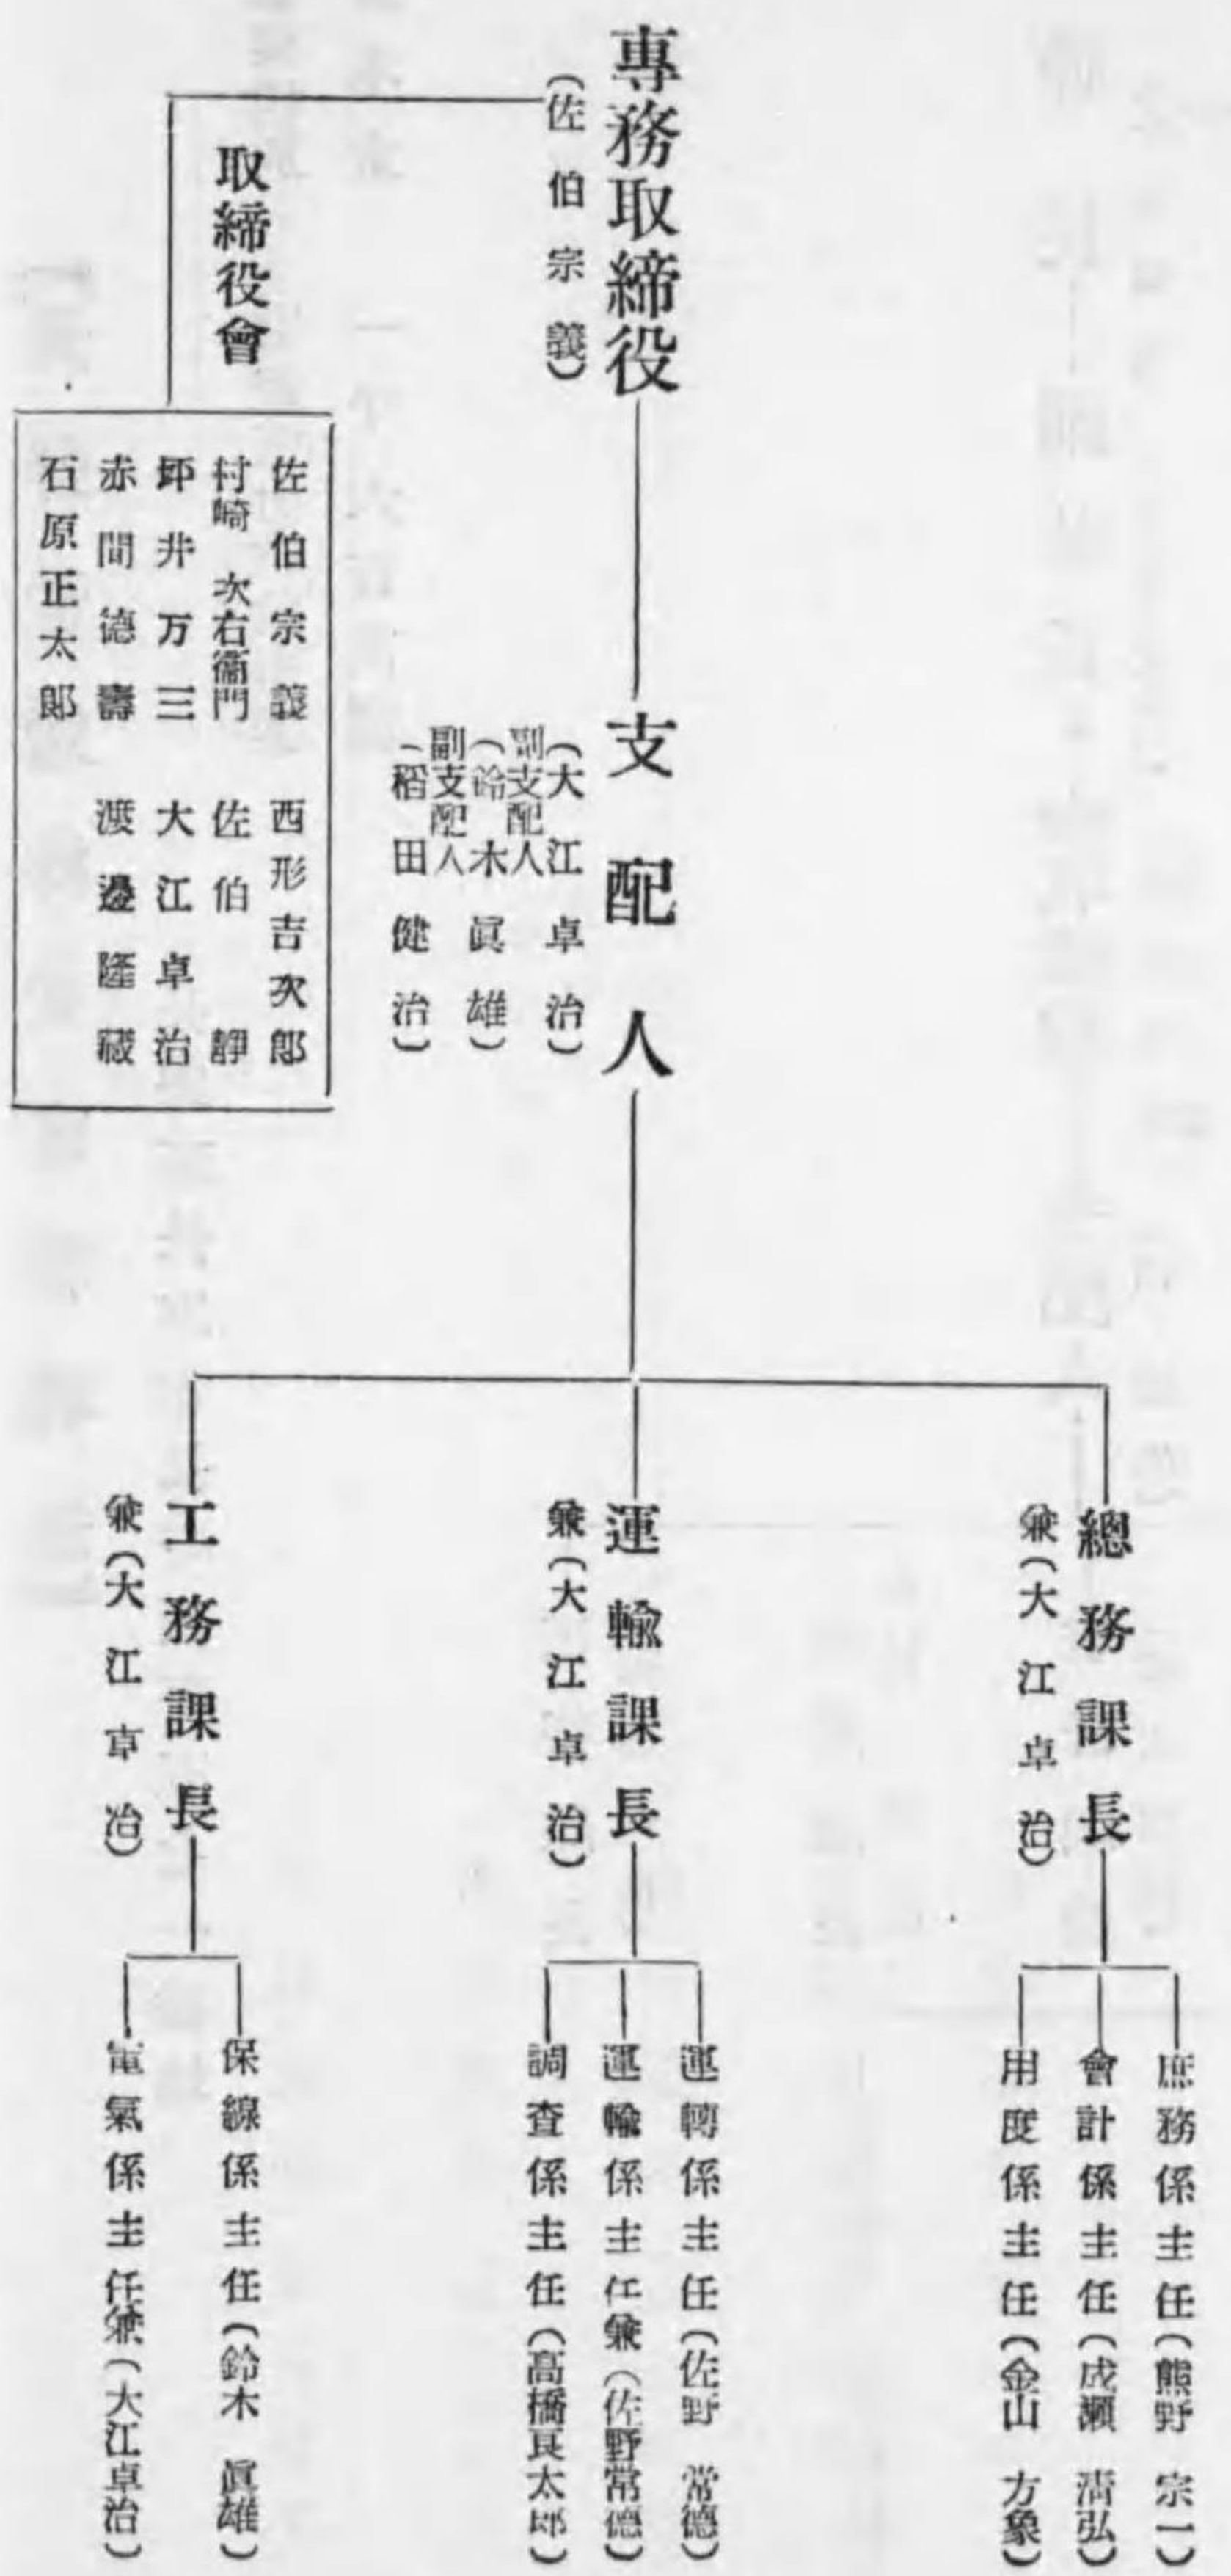 專務取締役
(佐伯宗義)
取締役會
佐伯宗義 西形吉次郎
村崎次右衞門 佐伯靜
坪井万三 大江卓治
赤間德壽 渡邊隆藏
石原正太郎
支配人
(大江卓治)
副支配人
(鈴木眞雄)
副支配人
(稻田健治)
總務課長
兼(大江卓治)
庶務係主任(熊野宗一)
會計係主任(成瀨淸弘)
用度係主任(金山方象)
運輸課長
兼(大江卓治)
運轉係主任(佐野常德)
運輸係主任兼(佐野常德)
調査係主任(高橋良太郎)
工務課長
兼(大江卓治)
保線係主任(鈴木眞雄)
電氣係主任兼(大江卓治)